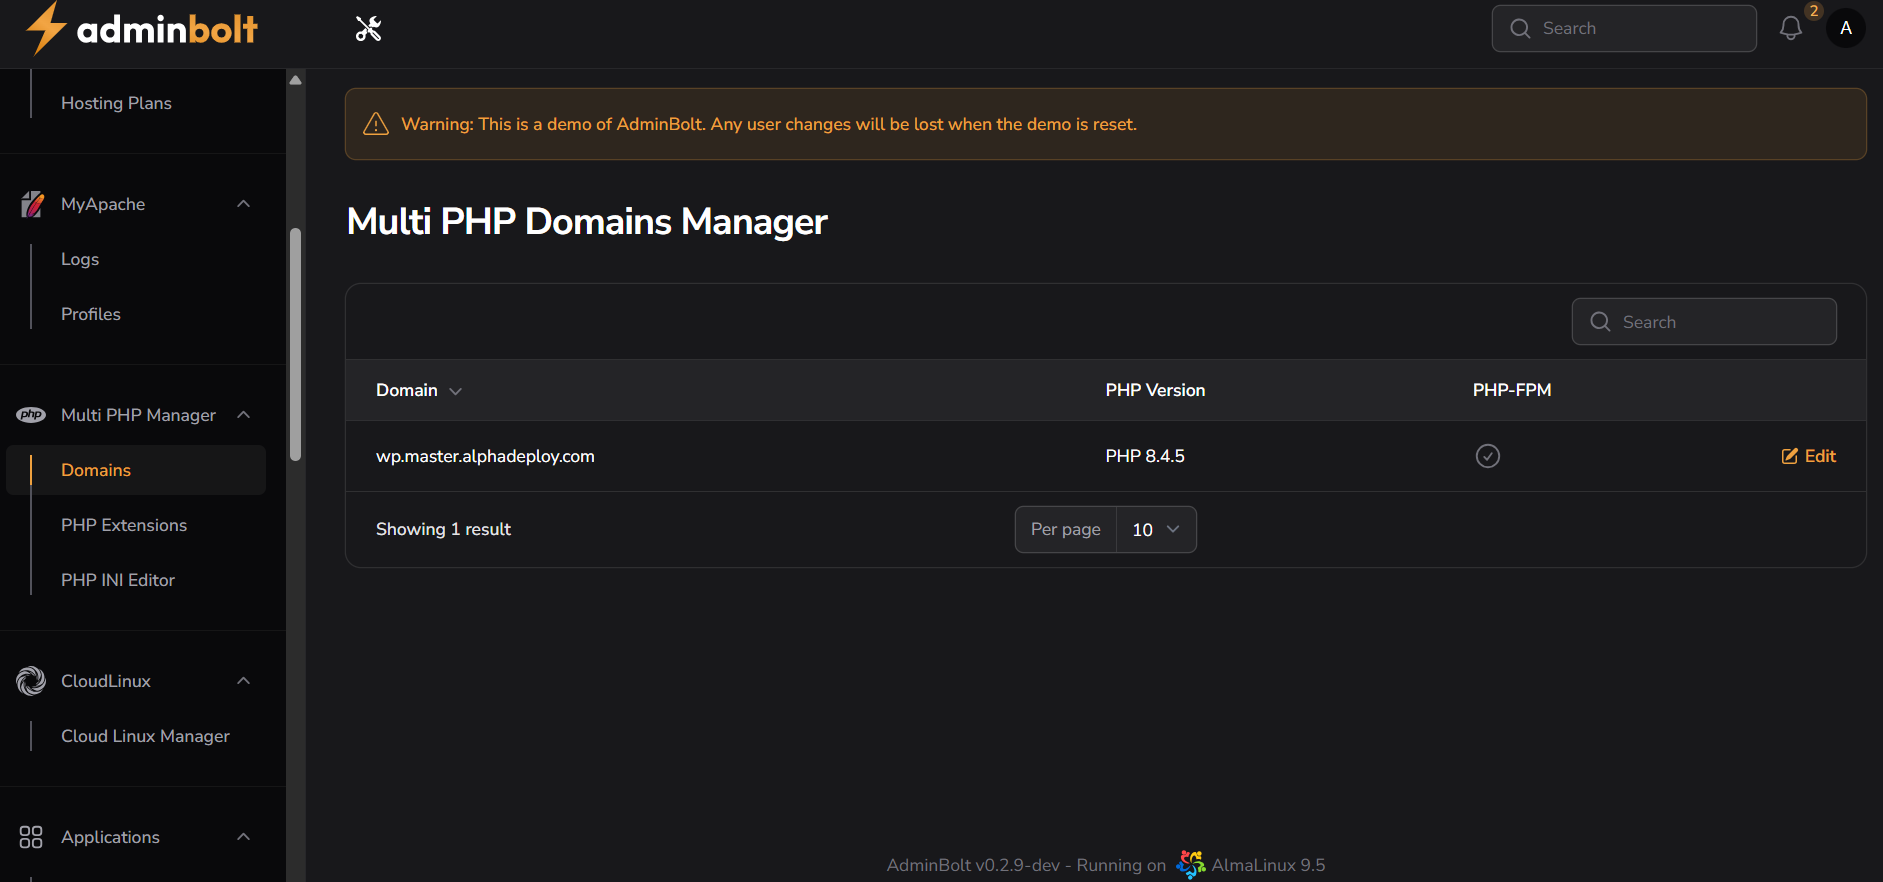 adminbolt
Search
2
A
Hosting Plans
MyApache
Logs
Profiles
php Multi PHP Manager
Domains
PHP Extensions
PHP INI Editor
CloudLinux
Cloud Linux Manager
Applications
Warning: This is a demo of AdminBolt. Any user changes will be lost when the demo is reset.
Multi PHP Domains Manager
Search
Domain PHP Version PHP-FPM
wp.master.alphadeploy.com PHP 8.4.5 Edit
Showing 1 result Per page 10
AdminBolt v0.2.9-dev - Running on AlmaLinux 9.5